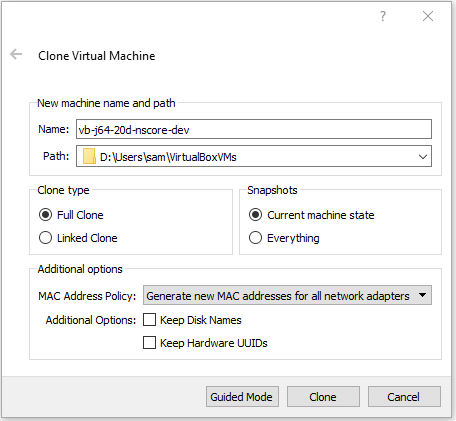 ?
Clone Virtual Machine
New machine name and path
Name: vb-j64-20d-nscore-dev
Path: D:\Users\sam\VirtualBoxVMs
Clone type
Full Clone
Linked Clone
Snapshots
Current machine state
Everything
Additional options
MAC Address Policy: Generate new MAC addresses for all network adapters
Additional Options: Keep Disk Names
Keep Hardware UUIDs
Guided Mode Clone Cancel